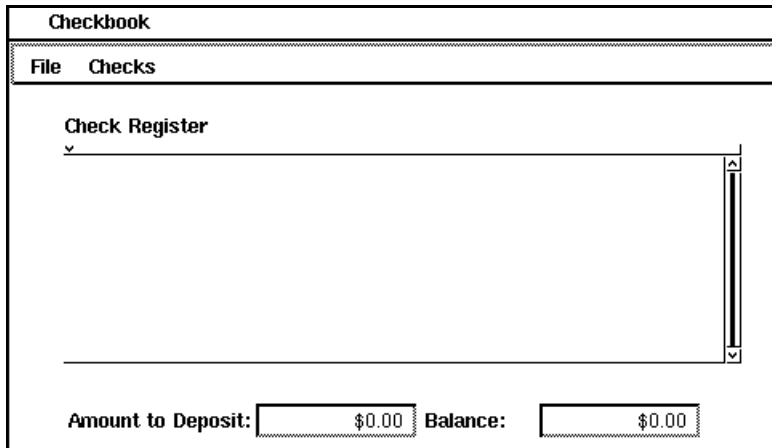 Checkbook
File Checks
Check Register
Amount to Deposit: $0.00 Balance: $0.00